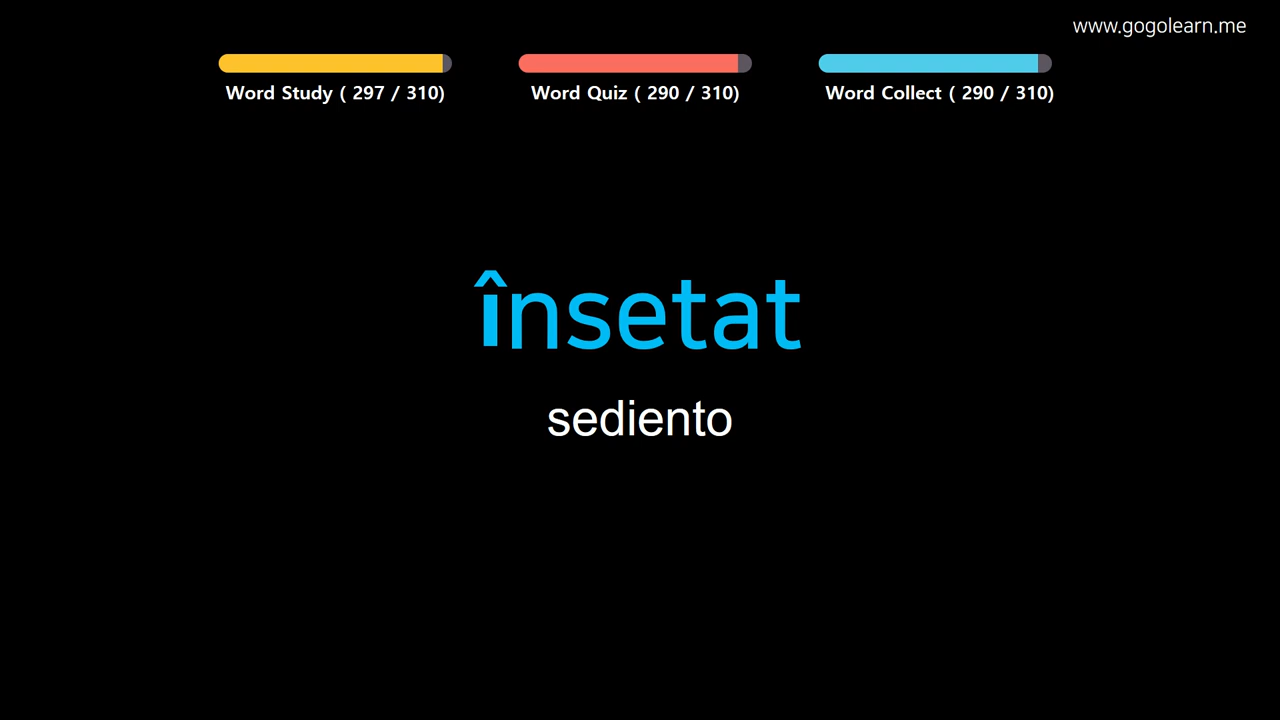 www.gogolearn.me
Word Study ( 297 / 310)
Word Quiz ( 290 / 310)
Word Collect ( 290 / 310)
însetat
sediento